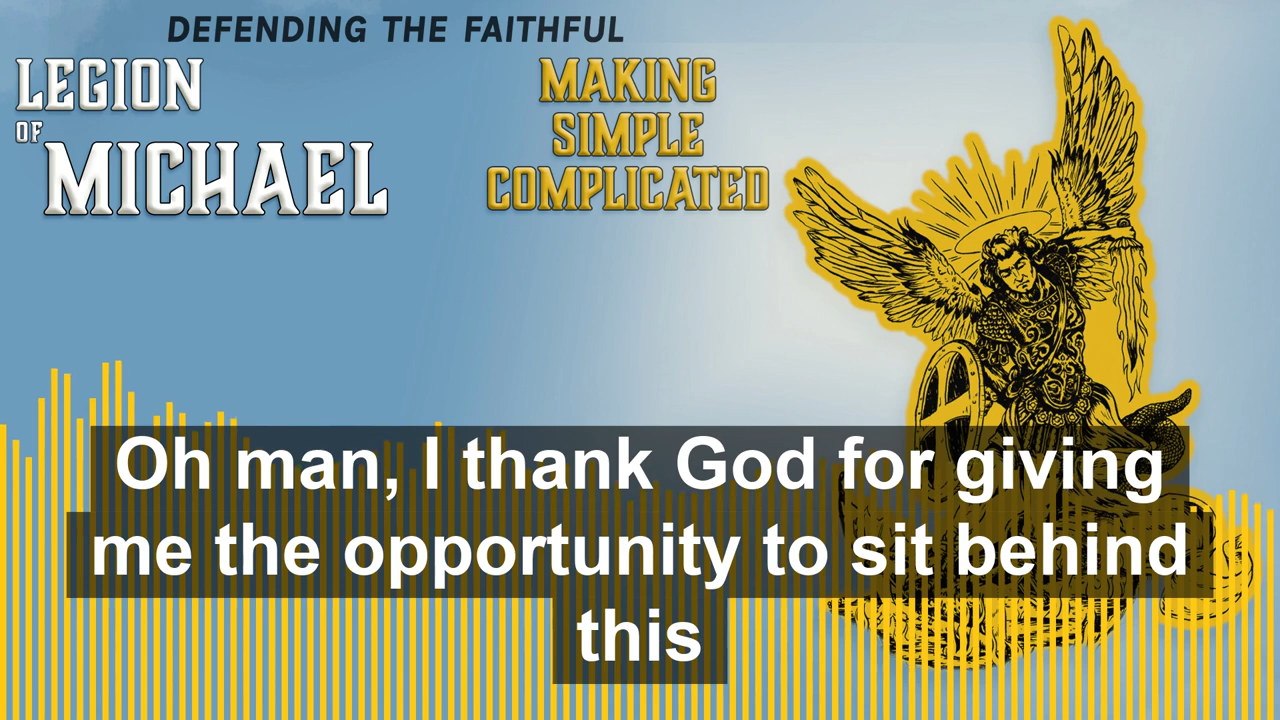 DEFENDING THE FAITHFUL
LEGION
OF
MICHAEL
MAKING
SIMPLE
COMPLICATED
Oh man, I thank God for giving
me the opportunity to sit behind
this